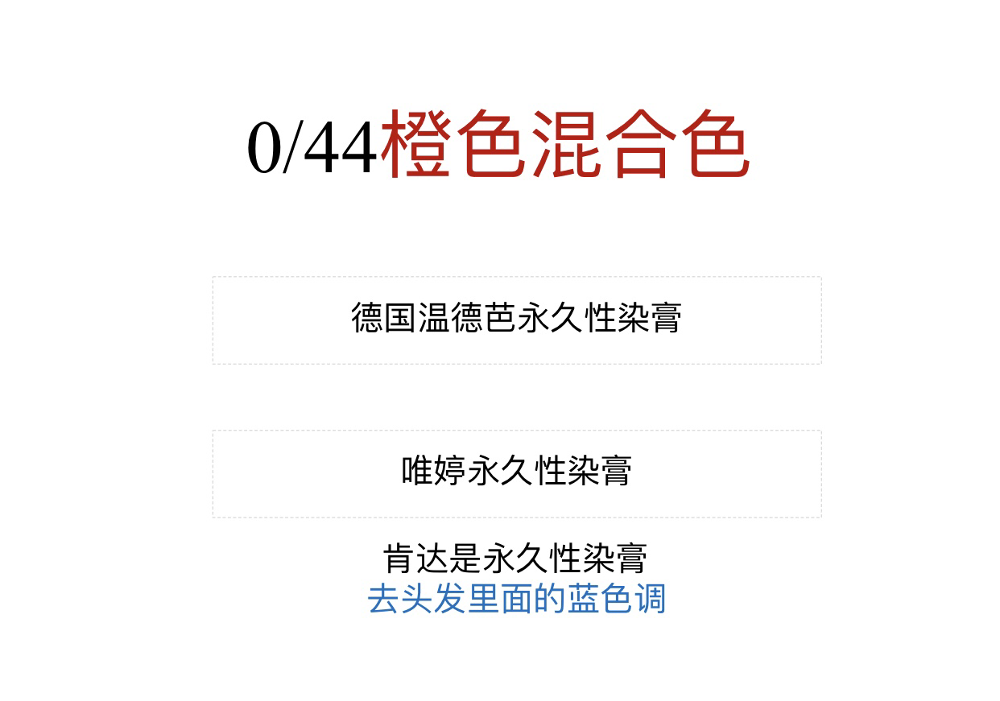 0/44橙色混合色
德国温德芭永久性染膏
唯婷永久性染膏
肯达是永久性染膏
去头发里面的蓝色调